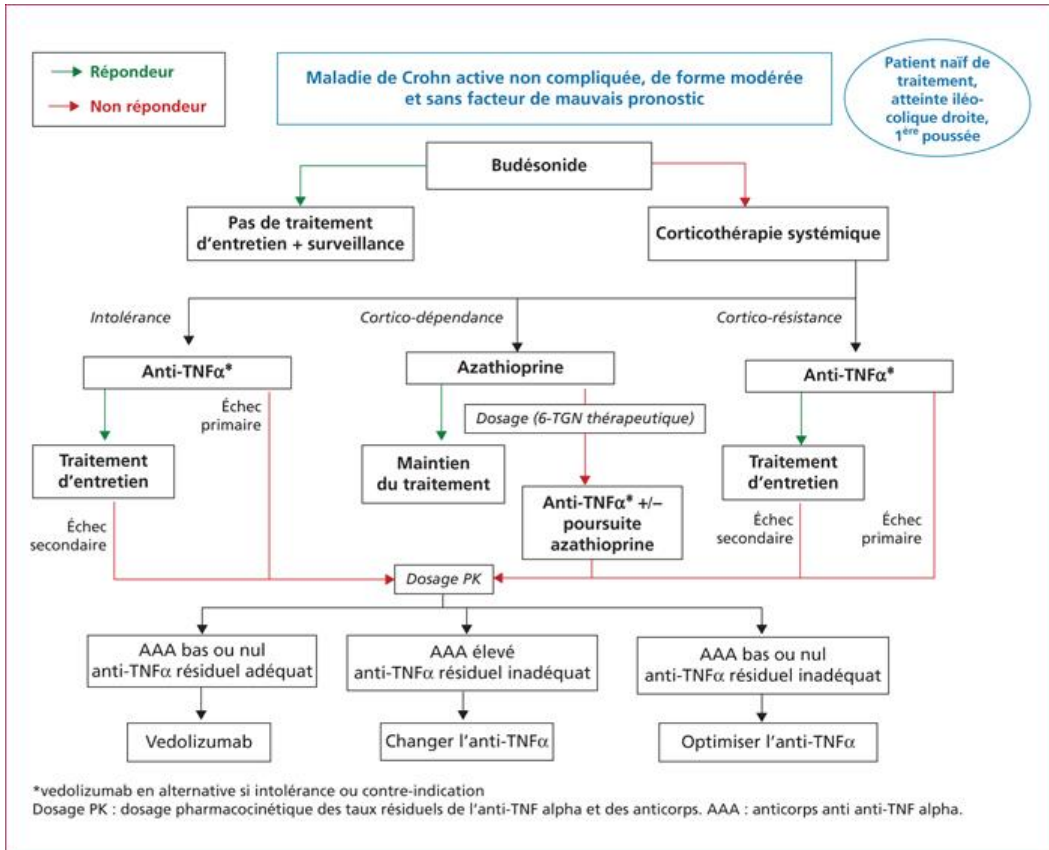 Répondeur
Non répondeur
Maladie de Crohn active non compliquée, de forme modérée
et sans facteur de mauvais pronostic
Patient naïf de
traitement,
atteinte iléo-
colique droite,
1ère poussée
Budésonide
Pas de traitement
d'entretien + surveillance
Corticothérapie systémique
Intolérance
Cortico-dépendance
Cortico-résistance
Anti-TNFα*
Azathioprine
Anti-TNFα*
Échec
primaire
Dosage (6-TGN thérapeutique)
Traitement
d'entretien
Maintien
du traitement
Traitement
d'entretien
Anti-TNFα* +/–
poursuite
azathioprine
Échec
secondaire
Échec
secondaire
Échec
primaire
Dosage PK
AAA bas ou nul
anti-TNFα résiduel adéquat
AAA élevé
anti-TNFα résiduel inadéquat
AAA bas ou nul
anti-TNFα résiduel inadéquat
Vedolizumab
Changer l'anti-TNFα
Optimiser l'anti-TNFα
*vedolizumab en alternative si intolérance ou contre-indication
Dosage PK : dosage pharmacocinétique des taux résiduels de l'anti-TNF alpha et des anticorps. AAA : anticorps anti anti-TNF alpha.